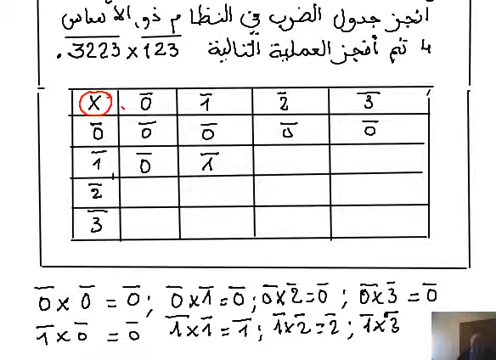 انجز جدول الضرب في النظام ذو الأساس
4 ثم أنجز العملية التالية 3223 × 123.
× 0̅ 1̅ 2̅ 3̅
0̅ 0̅ 0̅ 0̅ 0̅
1̅ 0̅ 1̅
2̅
3̅
0̅ × 0̅ = 0̅ ; 0̅ × 1̅ = 0̅ ; 0̅ × 2̅ = 0̅ ; 0̅ × 3̅ = 0̅
1̅ × 0̅ = 0̅ 1̅ × 1̅ = 1̅ ; 1̅ × 2̅ = 2̅ ; 1̅ × 3̅